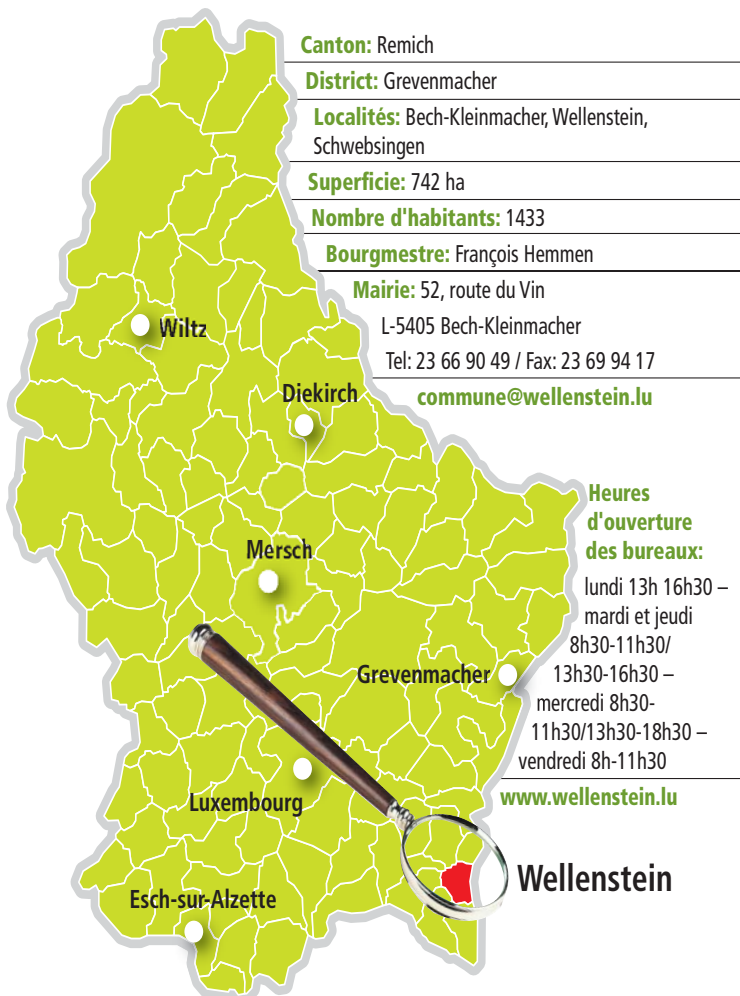 Canton: Remich
District: Grevenmacher
Localités: Bech-Kleinmacher, Wellenstein,
Schwebsingen
Superficie: 742 ha
Nombre d'habitants: 1433
Bourgmestre: François Hemmen
Mairie: 52, route du Vin
L-5405 Bech-Kleinmacher
Tel: 23 66 90 49 / Fax: 23 69 94 17
commune@wellenstein.lu
Wiltz
Diekirch
Heures
d'ouverture
des bureaux:
lundi 13h 16h30 –
mardi et jeudi
8h30-11h30/
13h30-16h30 –
mercredi 8h30-
11h30/13h30-18h30 –
vendredi 8h-11h30
www.wellenstein.lu
Mersch
Grevenmacher
Luxembourg
Wellenstein
Esch-sur-Alzette